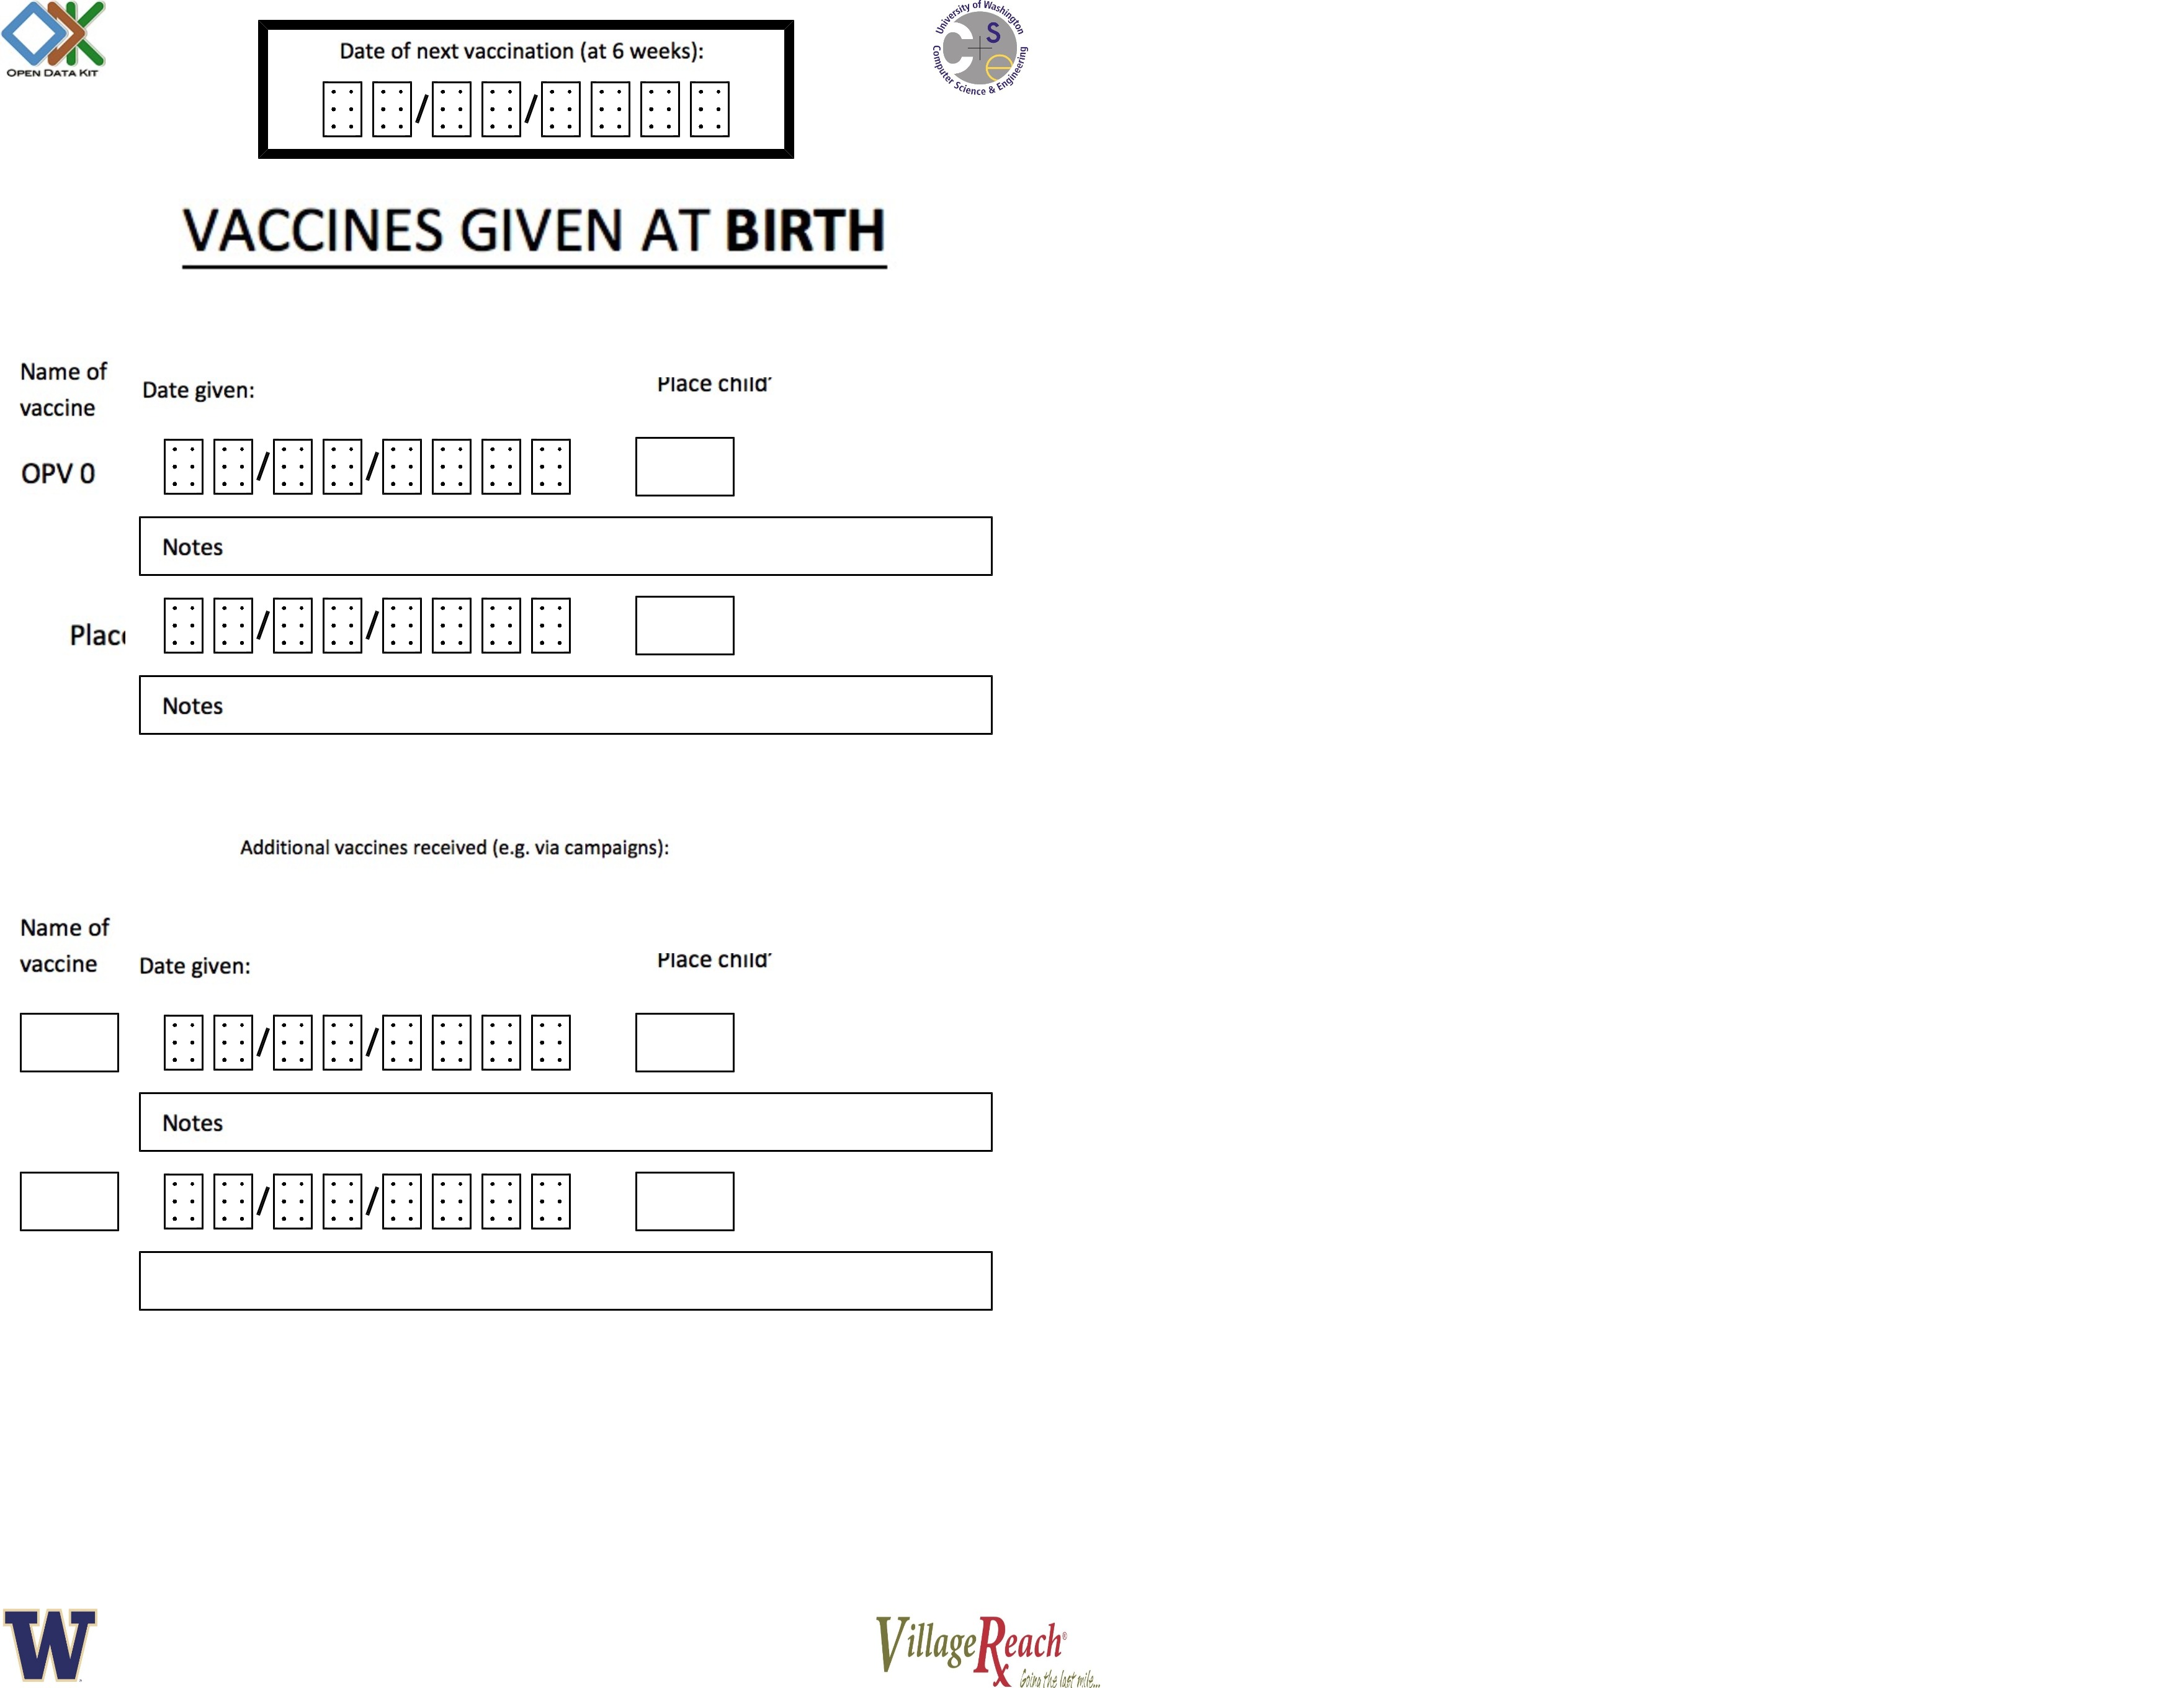 OPEN DATA KIT
Date of next vaccination (at 6 weeks):
/ /
University of Washington
Computer Science & Engineering
C S e
VACCINES GIVEN AT BIRTH
Name of
vaccine
Date given:
Place child'
OPV 0
/ /
Notes
Plac
/ /
Notes
Additional vaccines received (e.g. via campaigns):
Name of
vaccine
Date given:
Place child'
/ /
Notes
/ /
W
VillageReach®
Going the last mile...